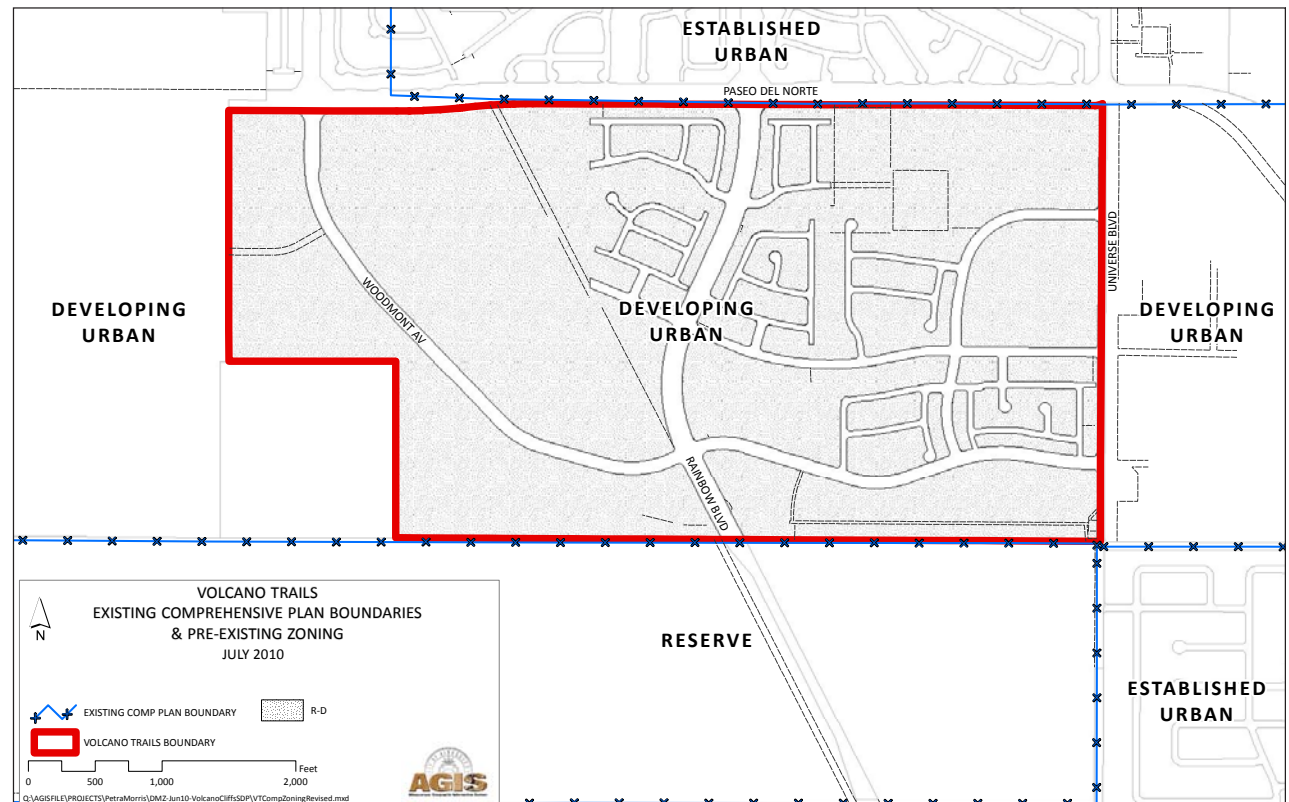 ESTABLISHED
URBAN
PASEO DEL NORTE
UNIVERSE BLVD
WOODMONT AV
DEVELOPING
URBAN
DEVELOPING
URBAN
DEVELOPING
URBAN
RAINBOW BLVD
RESERVE
ESTABLISHED
URBAN
VOLCANO TRAILS
EXISTING COMPREHENSIVE PLAN BOUNDARIES
& PRE-EXISTING ZONING
JULY 2010
N
EXISTING COMP PLAN BOUNDARY
R-D
VOLCANO TRAILS BOUNDARY
Feet
0 500 1,000 2,000
AGIS
Q:\AGISFILE\PROJECTS\PetraMorris\DMZ-Jun10-VolcanoCliffsSDP\VTCompZoningRevised.mxd